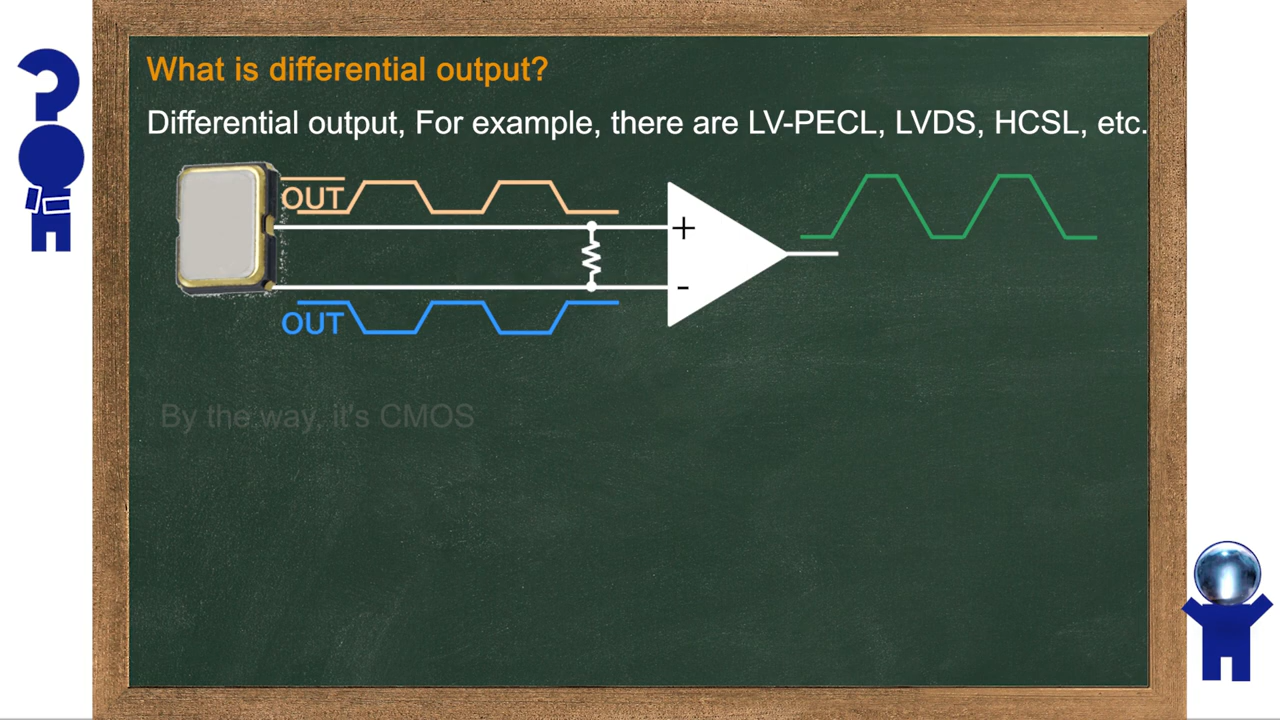 What is differential output?
Differential output, For example, there are LV-PECL, LVDS, HCSL, etc.
OUT
+
-
OUT
By the way, it's CMOS